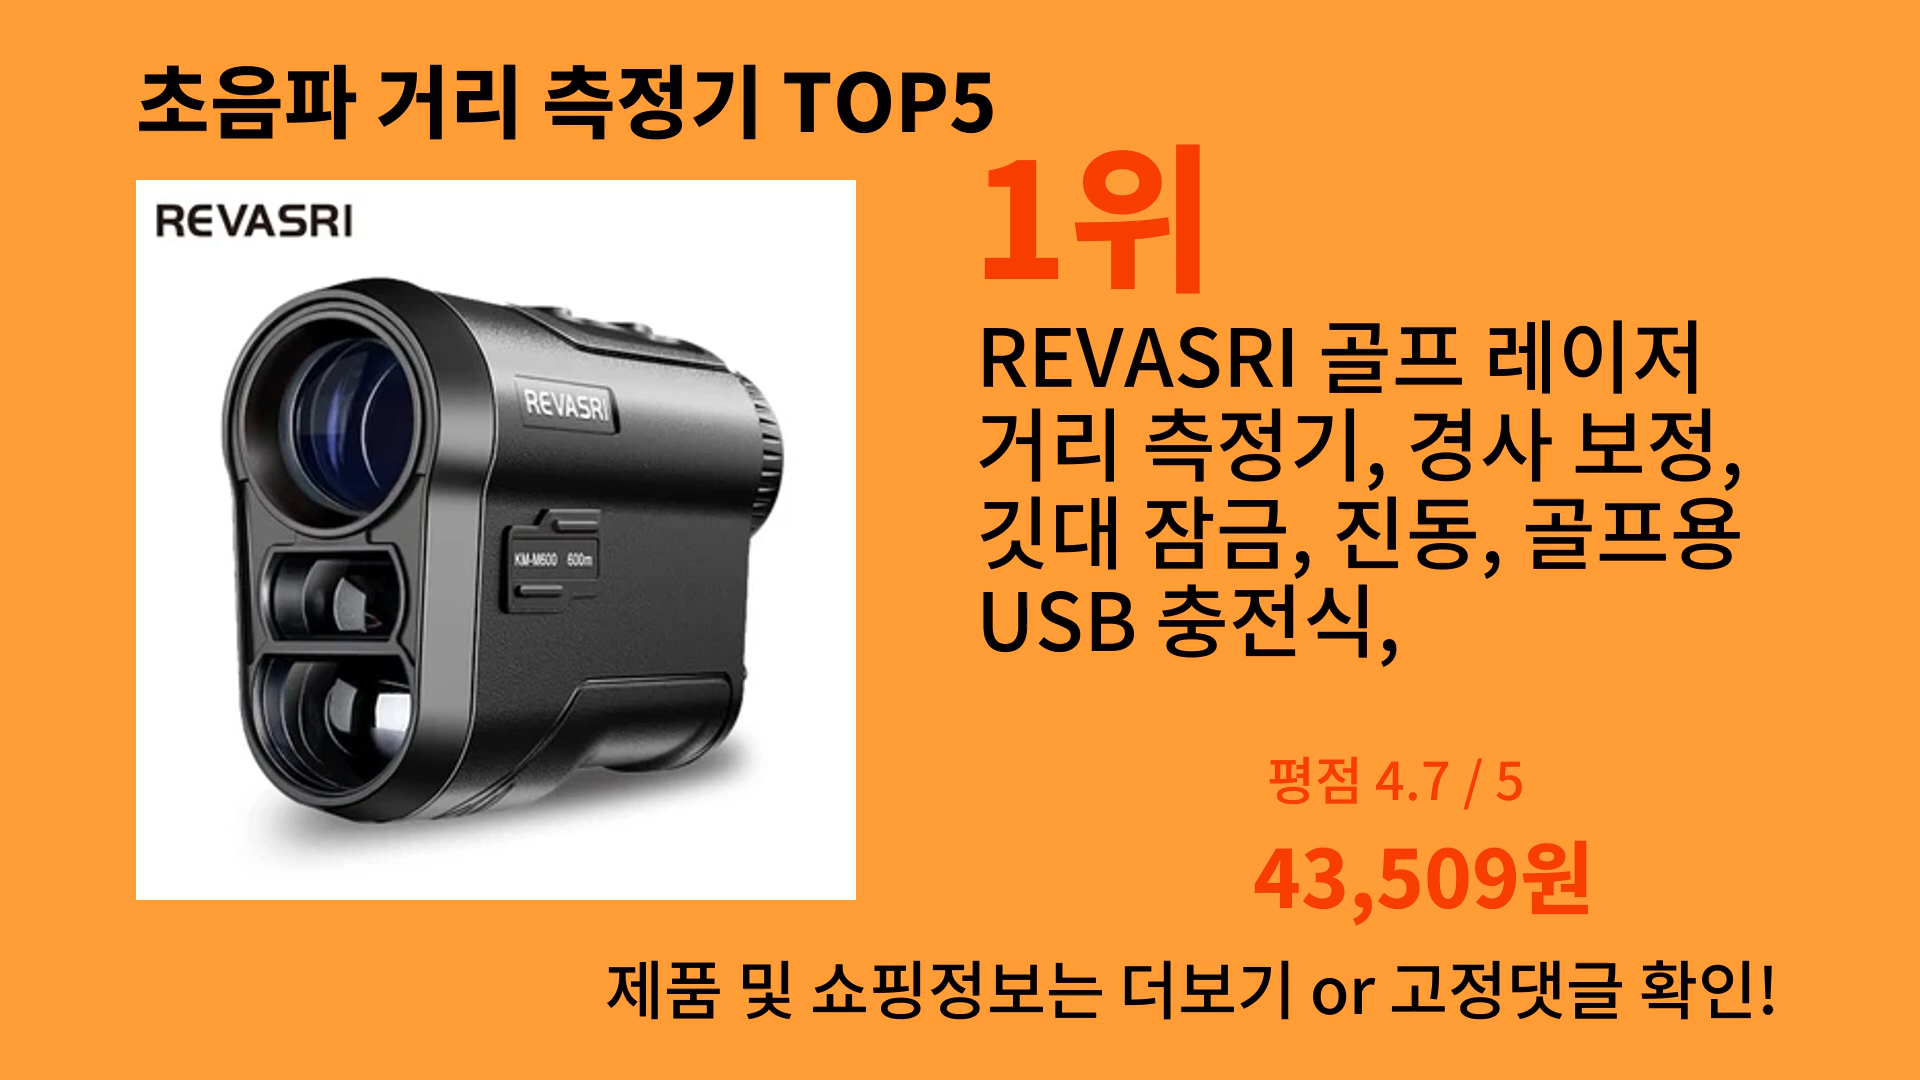 초음파 거리 측정기 TOP5
1위
REVASRI
REVASRI
KM-M600 600m
REVASRI 골프 레이저
거리 측정기, 경사 보정,
깃대 잠금, 진동, 골프용
USB 충전식,
평점 4.7 / 5
43,509원
제품 및 쇼핑정보는 더보기 or 고정댓글 확인!